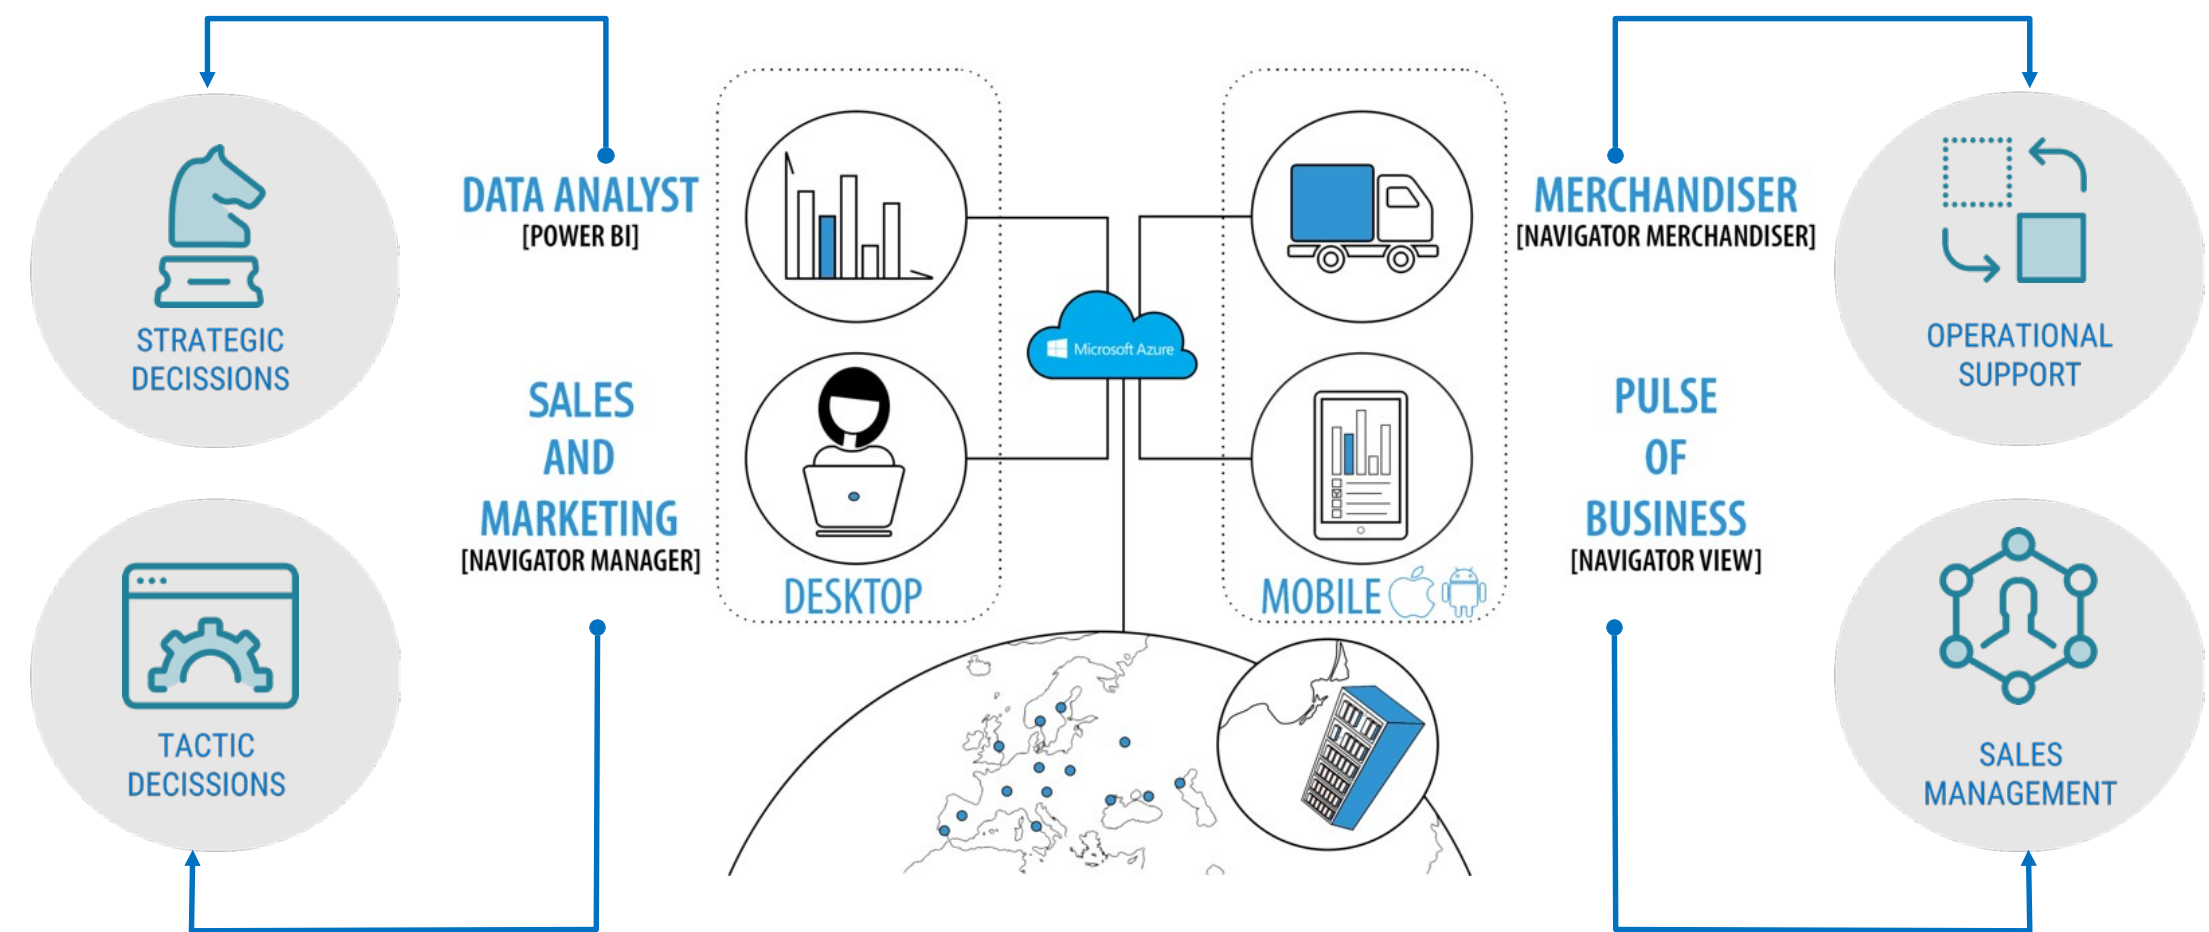 DATA ANALYST
[POWER BI]
MERCHANDISER
[NAVIGATOR MERCHANDISER]
STRATEGIC
DECISSIONS
Microsoft Azure
OPERATIONAL
SUPPORT
SALES
AND
MARKETING
[NAVIGATOR MANAGER]
PULSE
OF
BUSINESS
[NAVIGATOR VIEW]
DESKTOP
MOBILE
TACTIC
DECISSIONS
SALES
MANAGEMENT